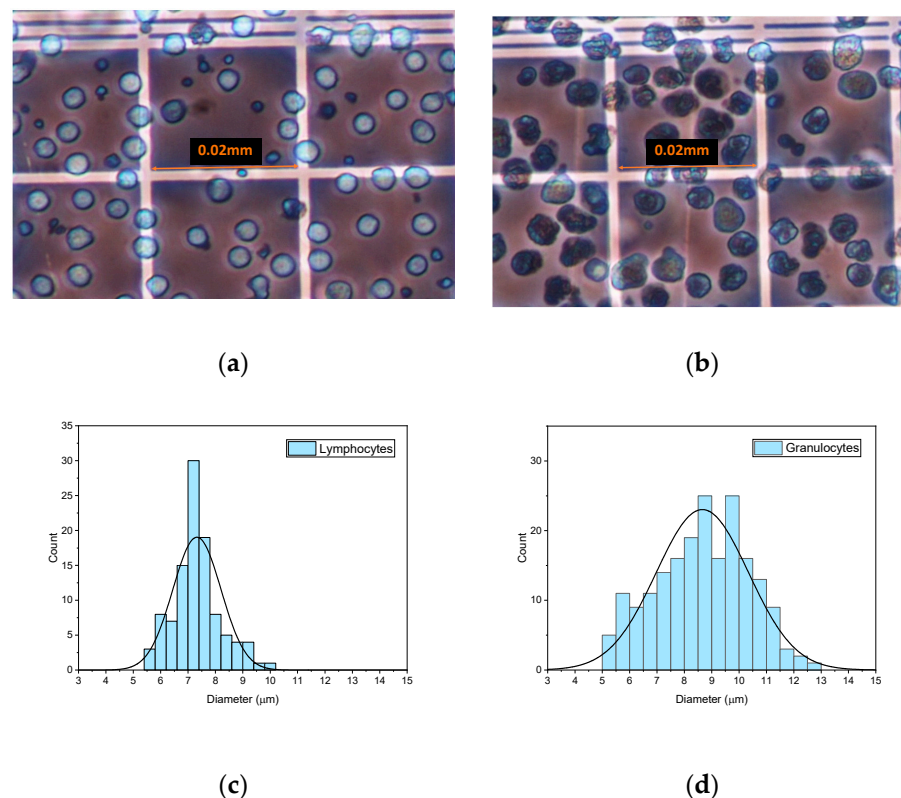 0.02mm
0.02mm
(a)
(b)
35
30
25
20
15
10
5
0
Count
Lymphocytes
3 4 5 6 7 8 9 10 11 12 13 14 15
Diameter (μm)
30
20
10
0
Count
Granulocytes
3 4 5 6 7 8 9 10 11 12 13 14 15
Diameter (μm)
(c)
(d)